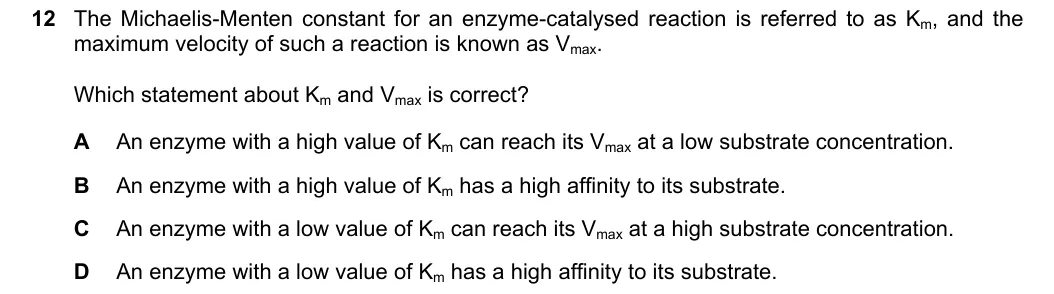 12 The Michaelis-Menten constant for an enzyme-catalysed reaction is referred to as Kₘ, and the
maximum velocity of such a reaction is known as Vₘₐₓ.
Which statement about Kₘ and Vₘₐₓ is correct?
A An enzyme with a high value of Kₘ can reach its Vₘₐₓ at a low substrate concentration.
B An enzyme with a high value of Kₘ has a high affinity to its substrate.
C An enzyme with a low value of Kₘ can reach its Vₘₐₓ at a high substrate concentration.
D An enzyme with a low value of Kₘ has a high affinity to its substrate.